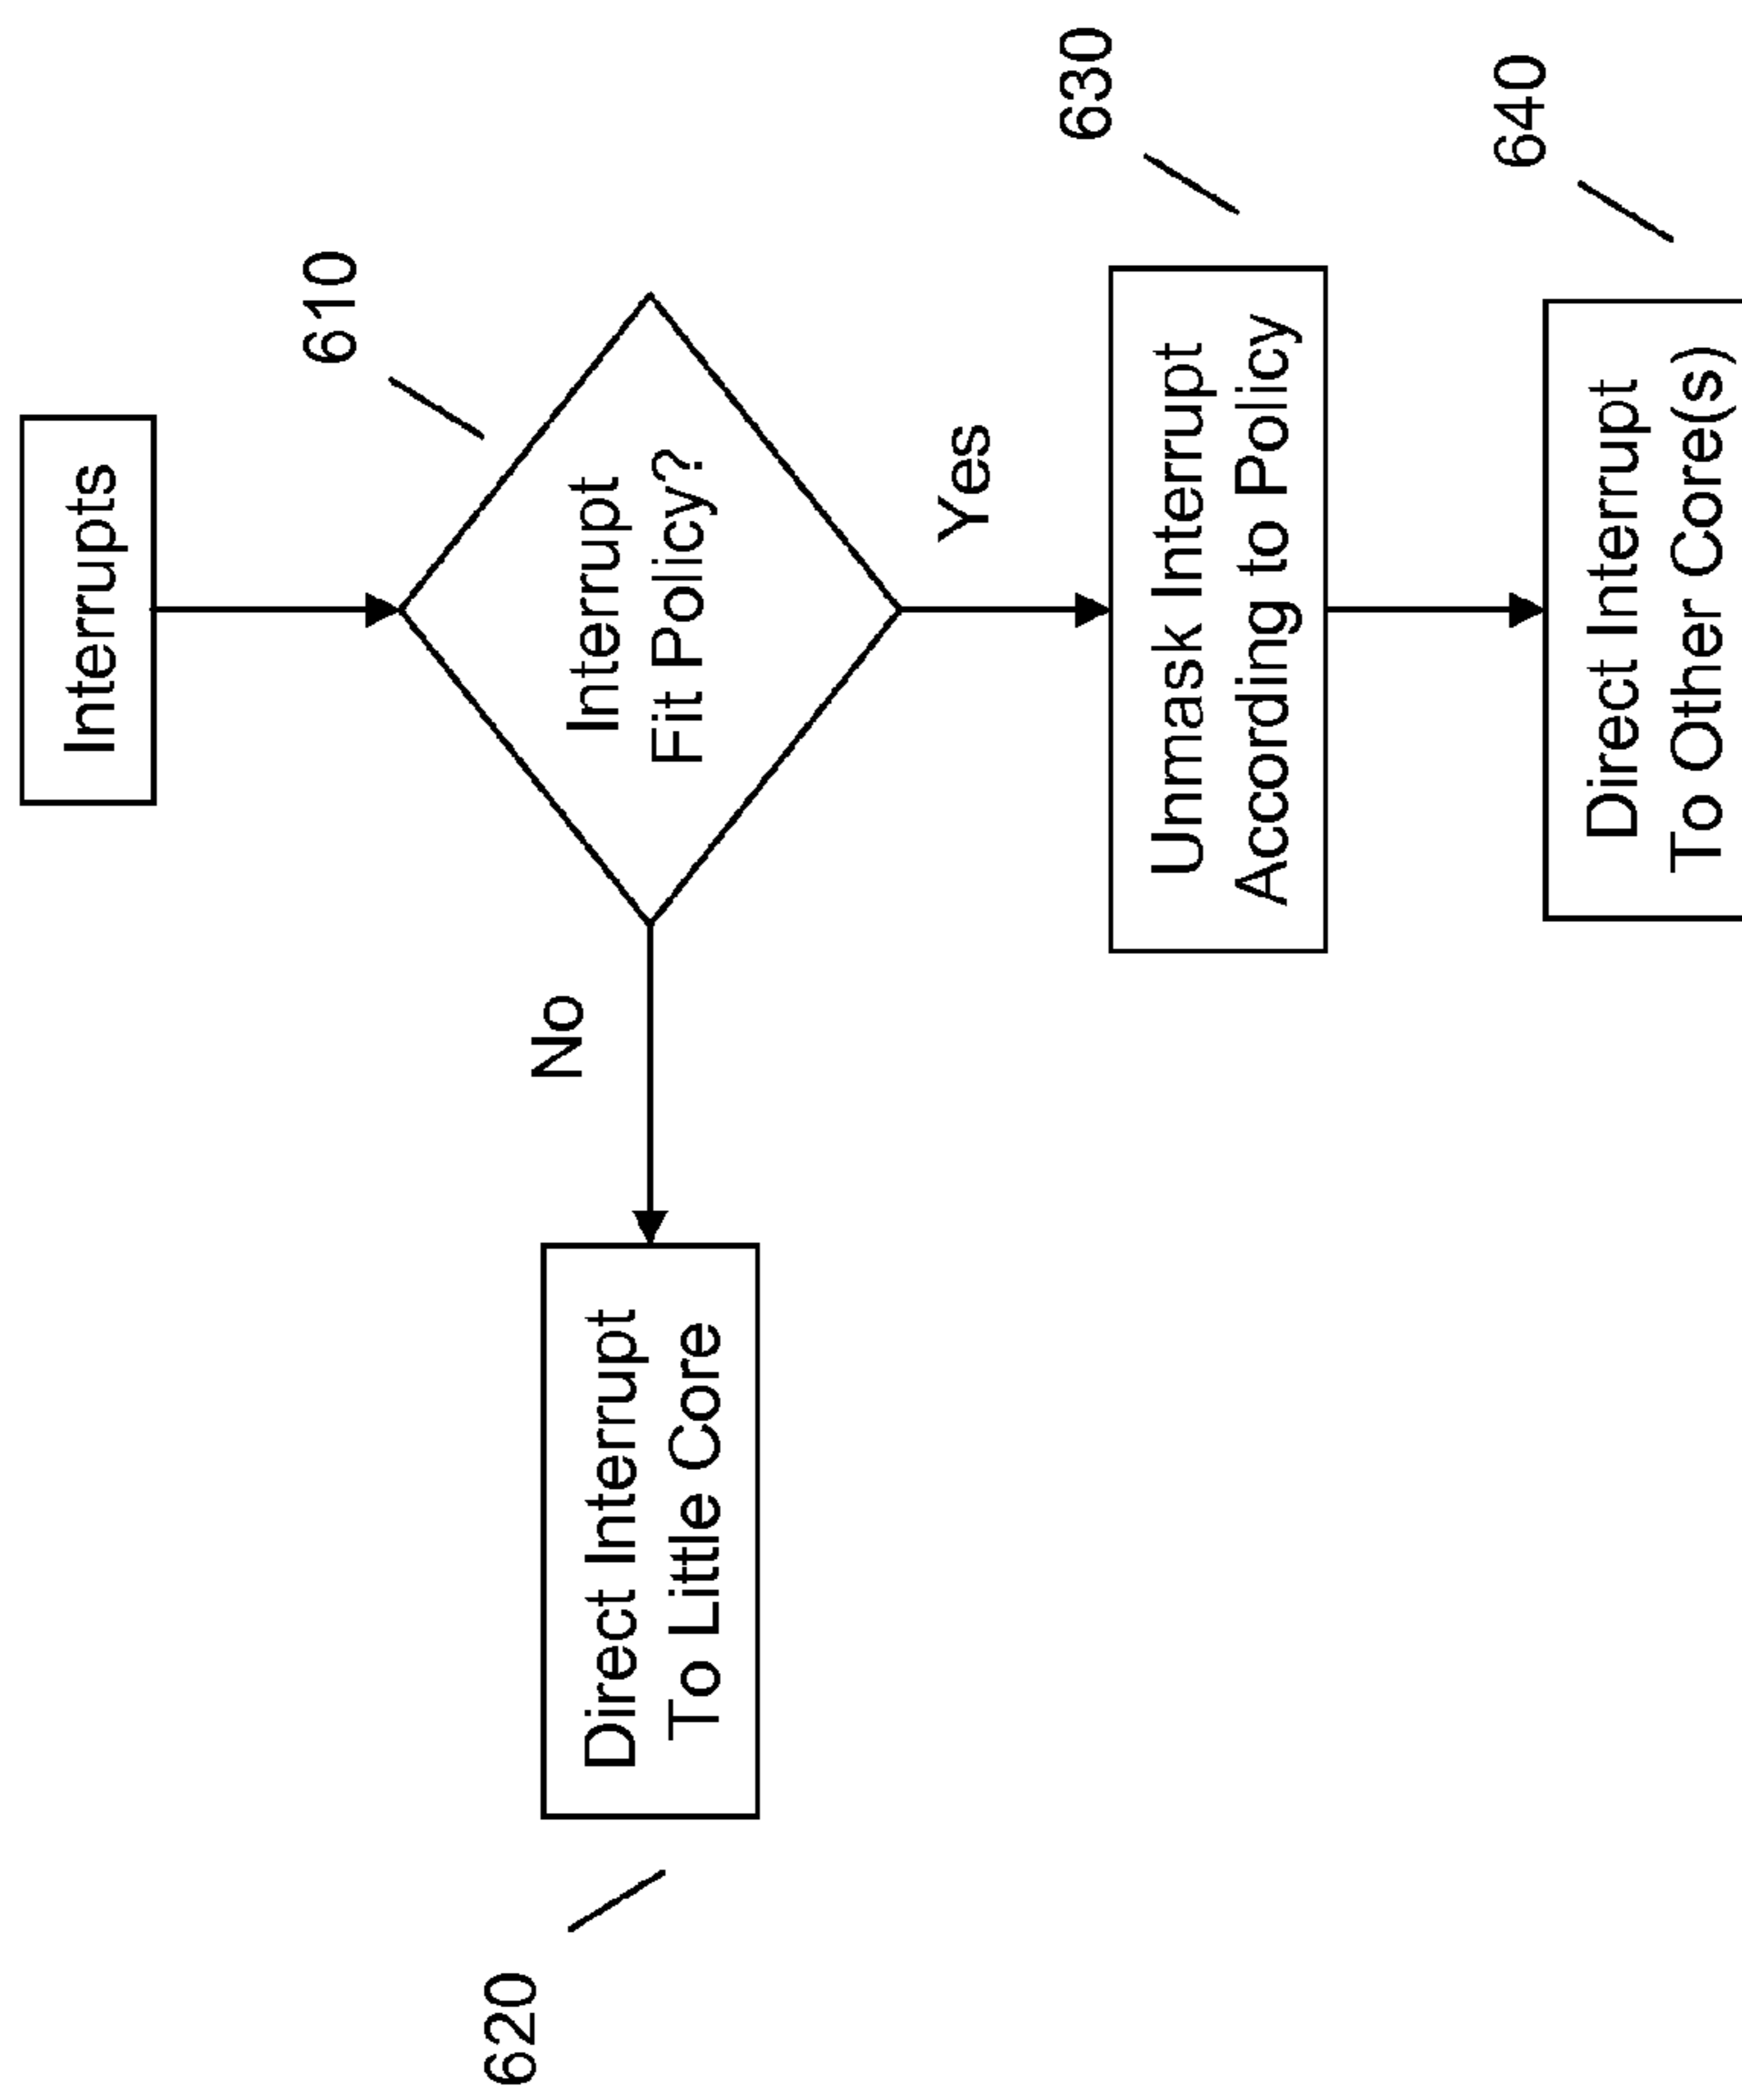 Interrupts
610
Interrupt
Fit Policy?
No
Yes
620
Direct Interrupt
To Little Core
630
Unmask Interrupt
According to Policy
640
Direct Interrupt
To Other Core(s)